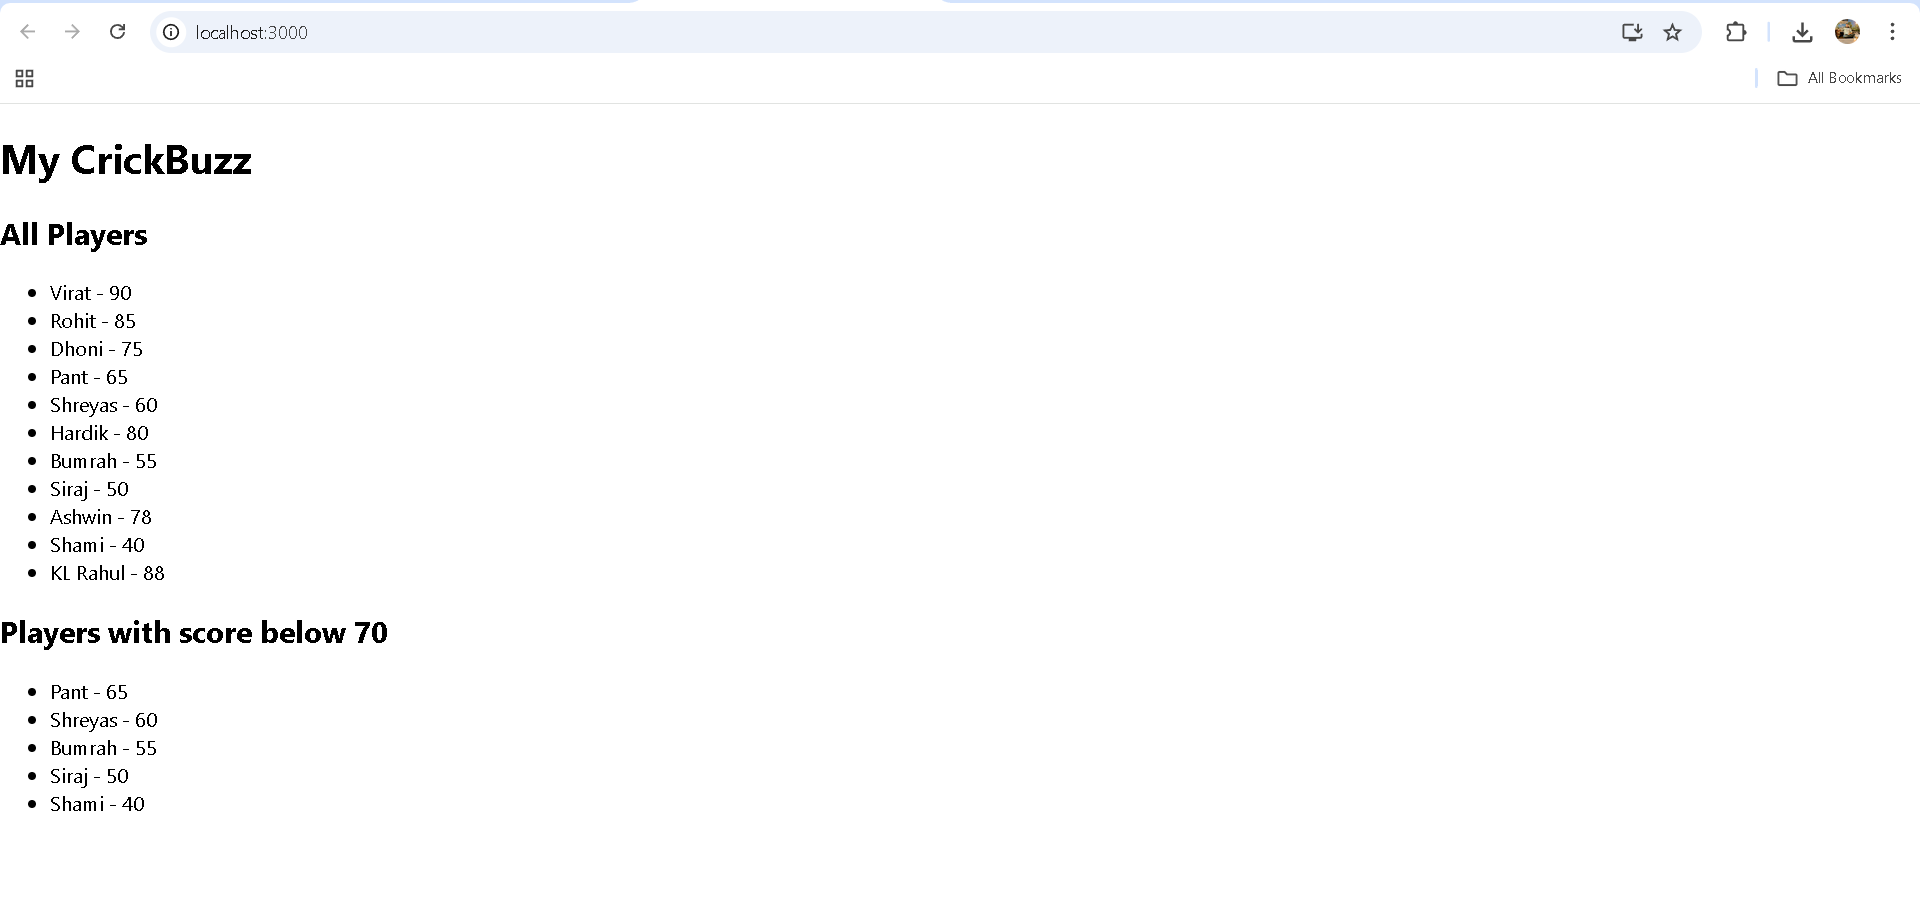 localhost:3000
All Bookmarks
My CrickBuzz
All Players
Virat - 90
Rohit - 85
Dhoni - 75
Pant - 65
Shreyas - 60
Hardik - 80
Bumrah - 55
Siraj - 50
Ashwin - 78
Shami - 40
KL Rahul - 88
Players with score below 70
Pant - 65
Shreyas - 60
Bumrah - 55
Siraj - 50
Shami - 40